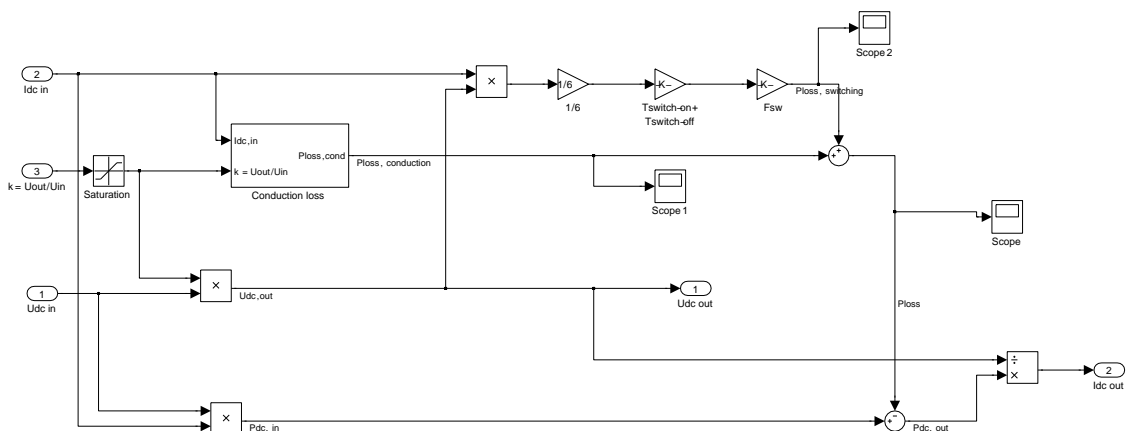 Scope 2
2
Idc in
×
1/6
1/6
-K-
Tswitch-on+
Tswitch-off
-K-
Fsw
Ploss, switching
Idc,in
Ploss,cond
k = Uout/Uin
Conduction loss
Ploss, conduction
3
k = Uout/Uin
Saturation
+
+
Scope 1
Scope
1
Udc in
×
Udc,out
1
Udc out
Ploss
÷
×
2
Idc out
×
Pdc, in
+
−
Pdc, out